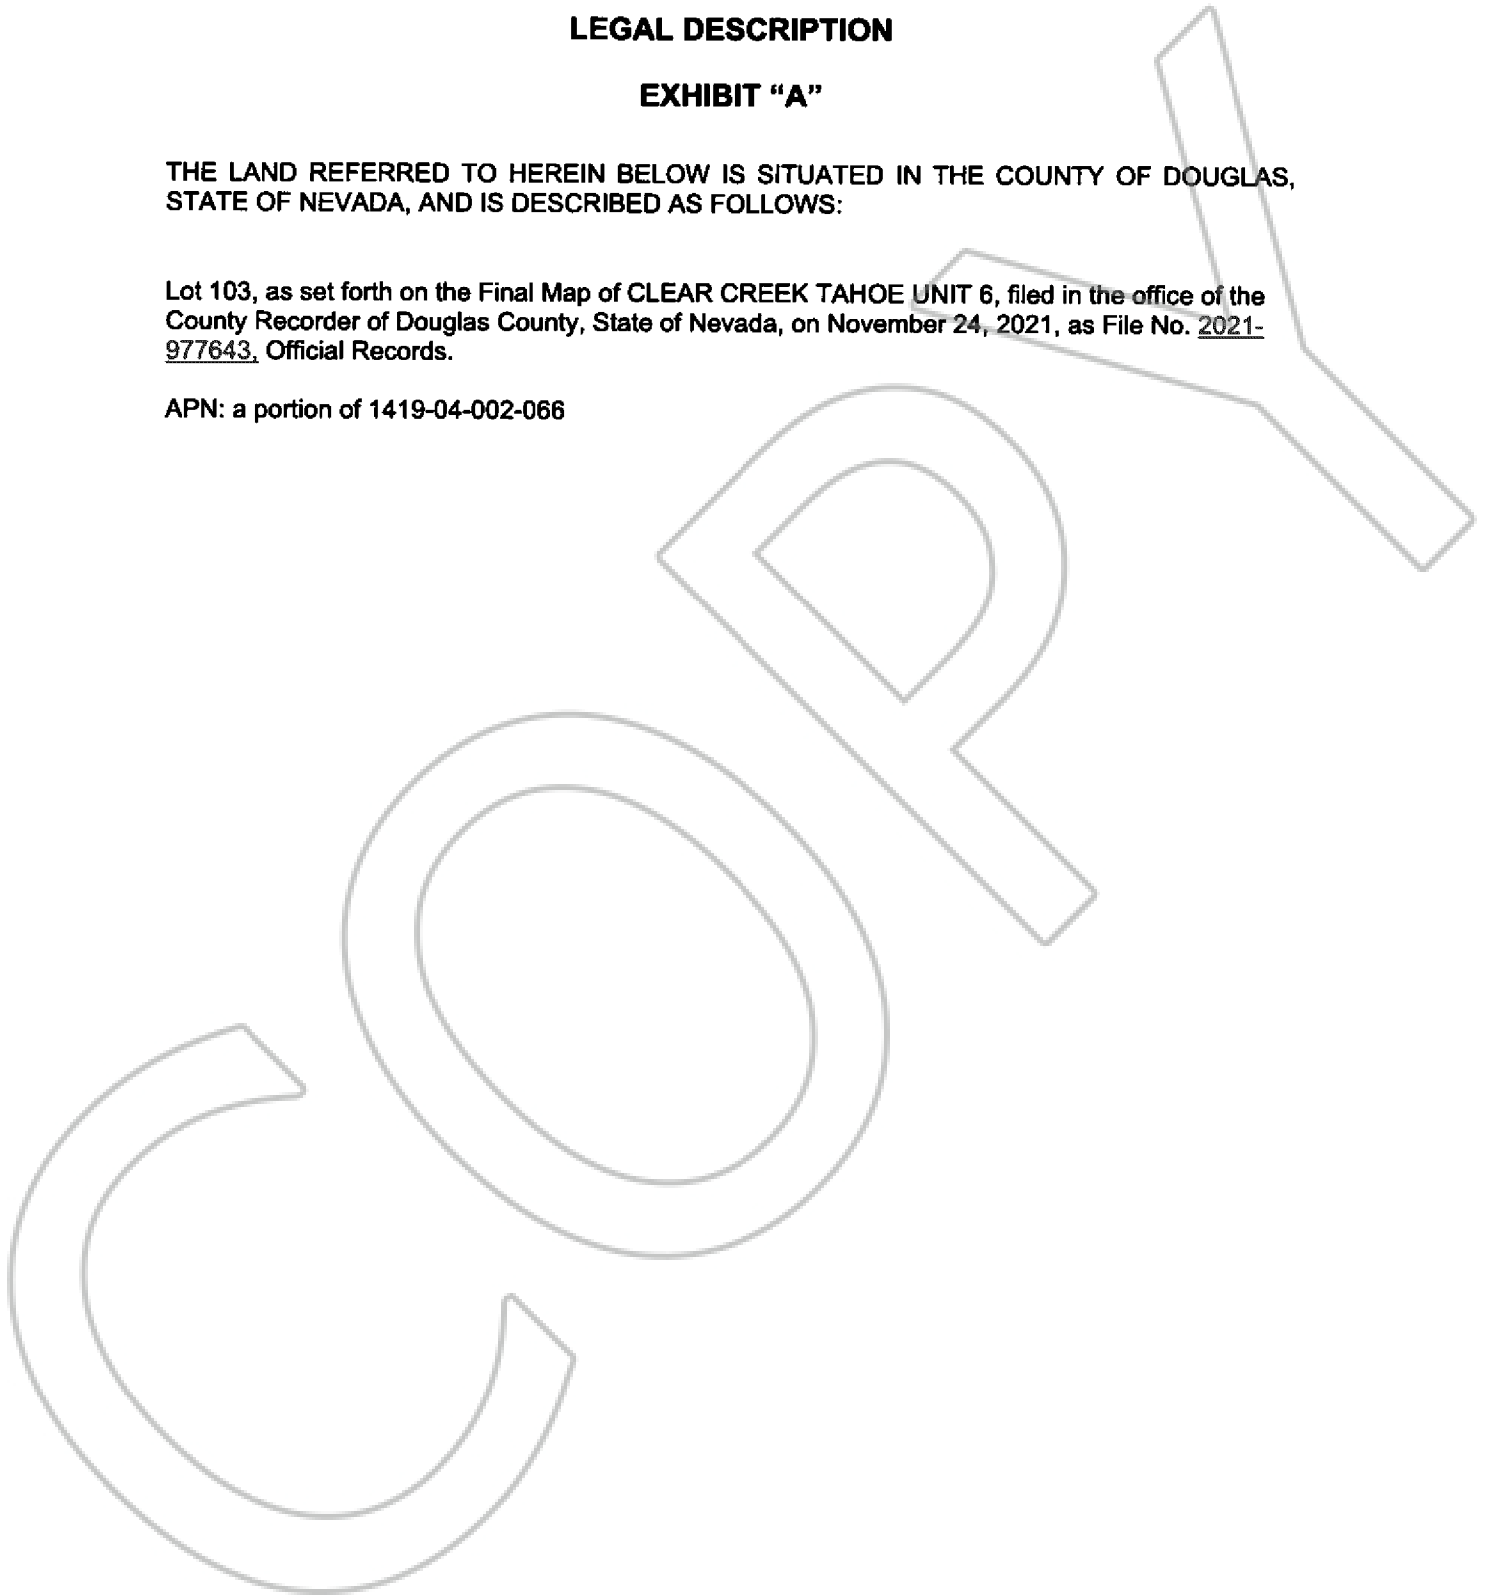 LEGAL DESCRIPTION
EXHIBIT “A”
THE LAND REFERRED TO HEREIN BELOW IS SITUATED IN THE COUNTY OF DOUGLAS,
STATE OF NEVADA, AND IS DESCRIBED AS FOLLOWS:
Lot 103, as set forth on the Final Map of CLEAR CREEK TAHOE UNIT 6, filed in the office of the
County Recorder of Douglas County, State of Nevada, on November 24, 2021, as File No. 2021-
977643, Official Records.
APN: a portion of 1419-04-002-066
COPY